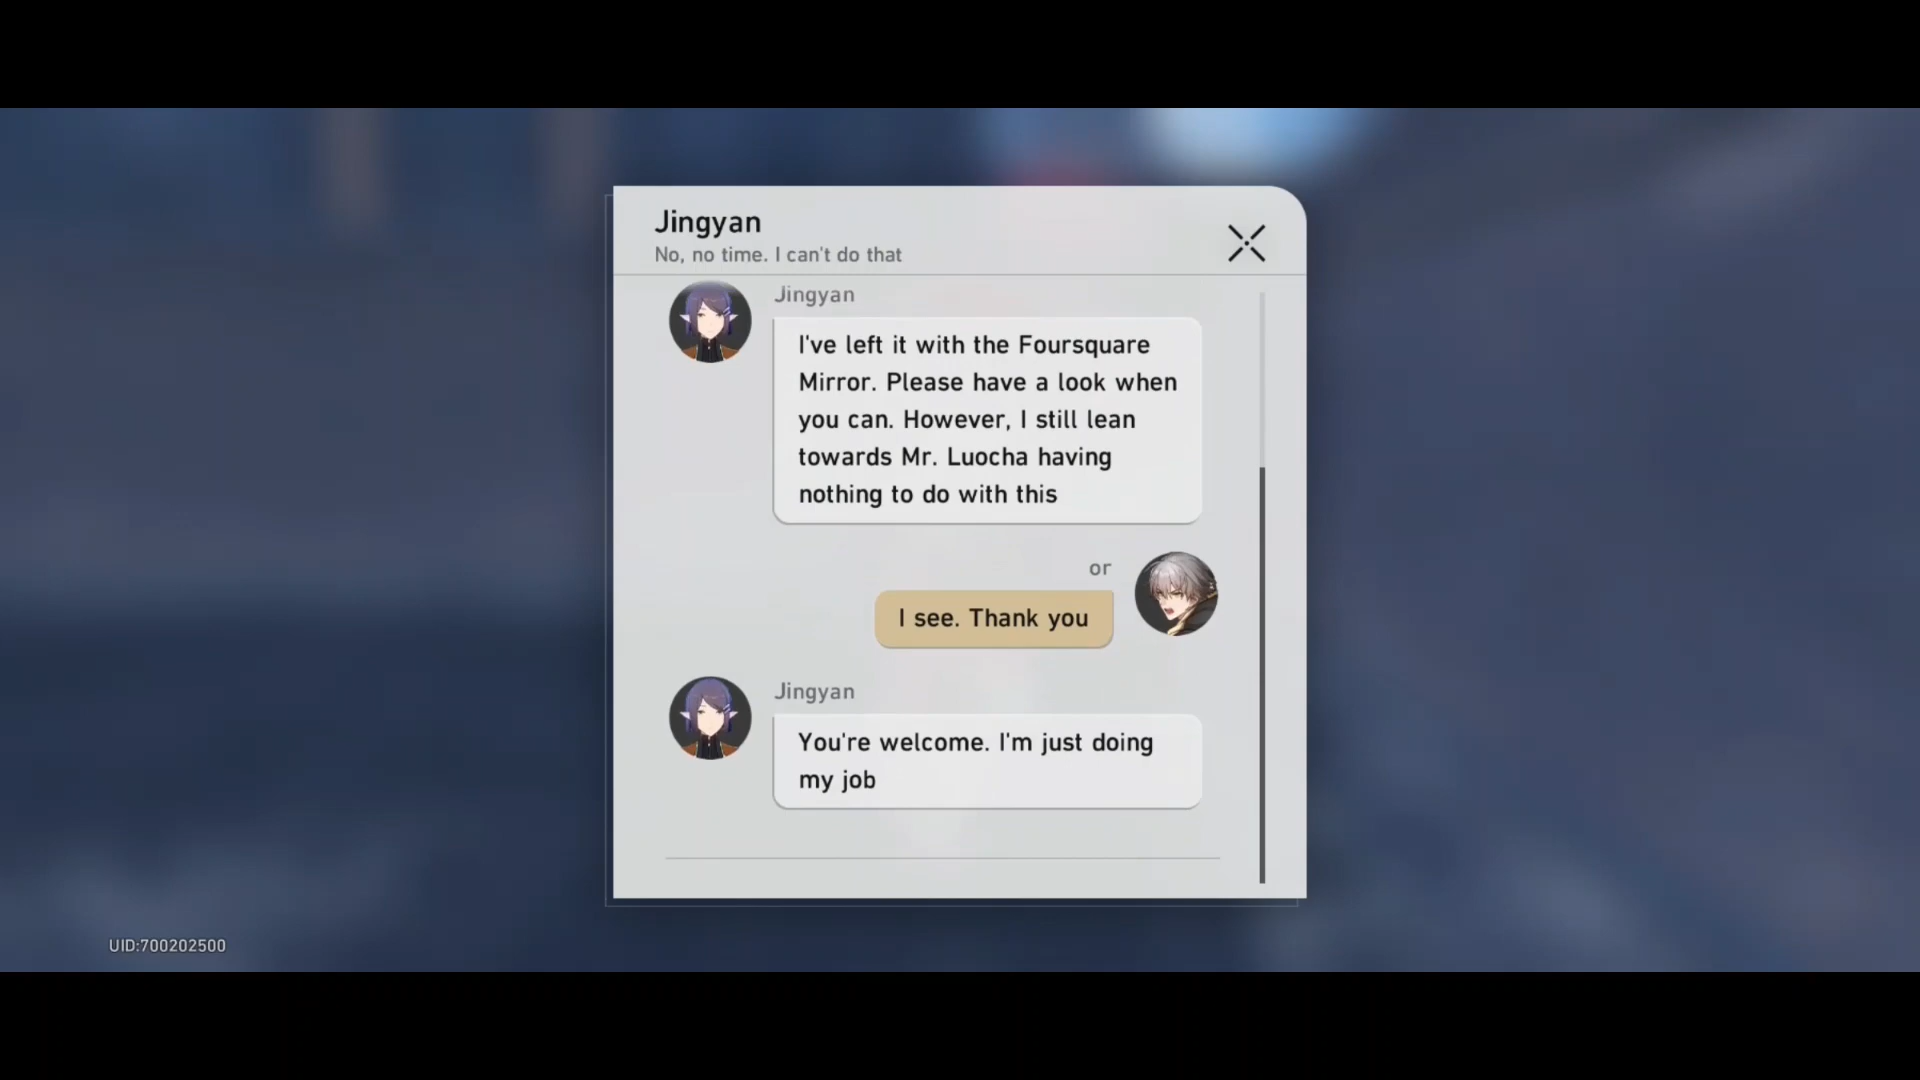 Jingyan
No, no time. I can't do that
Jingyan
I've left it with the Foursquare
Mirror. Please have a look when
you can. However, I still lean
towards Mr. Luocha having
nothing to do with this
or
I see. Thank you
Jingyan
You're welcome. I'm just doing
my job
UID:700202500